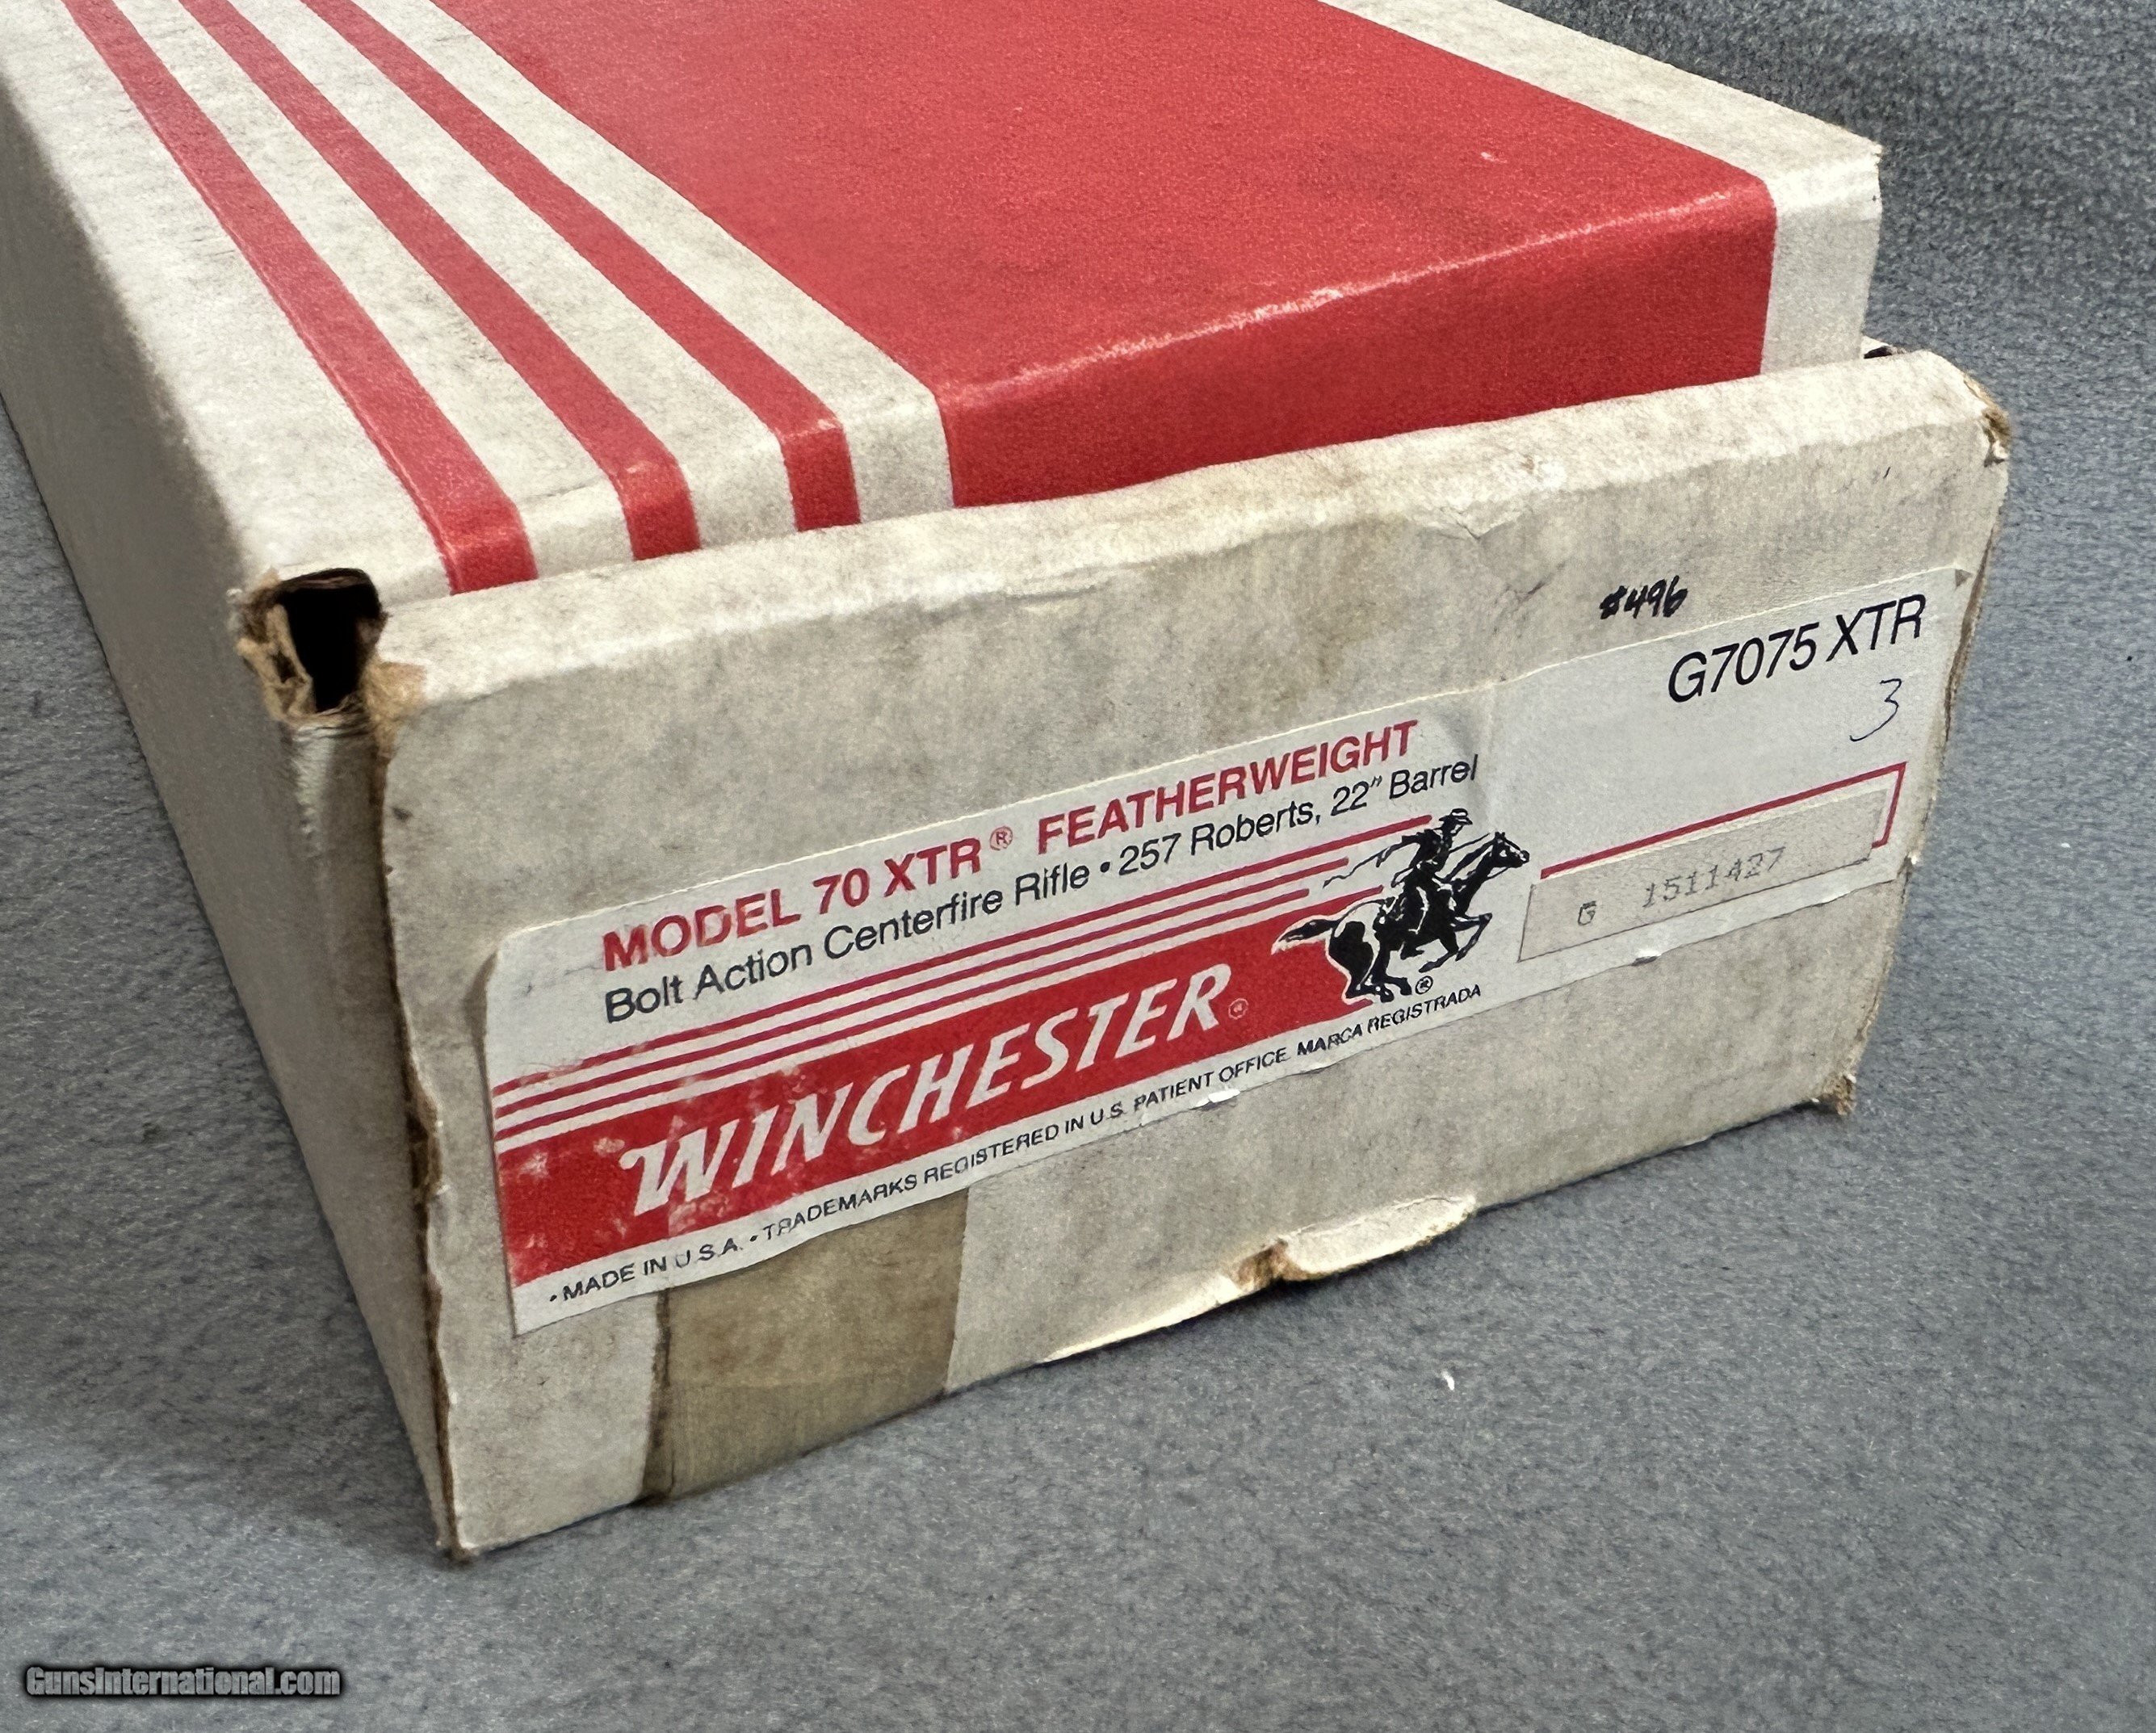 #496
G7075 XTR
3
MODEL 70 XTR® FEATHERWEIGHT
Bolt Action Centerfire Rifle • 257 Roberts, 22" Barrel
G 1511427
WINCHESTER®
®
• MADE IN U.S.A. • TRADEMARKS REGISTERED IN U.S. PATIENT OFFICE MARCA REGISTRADA
GunsInternational.com